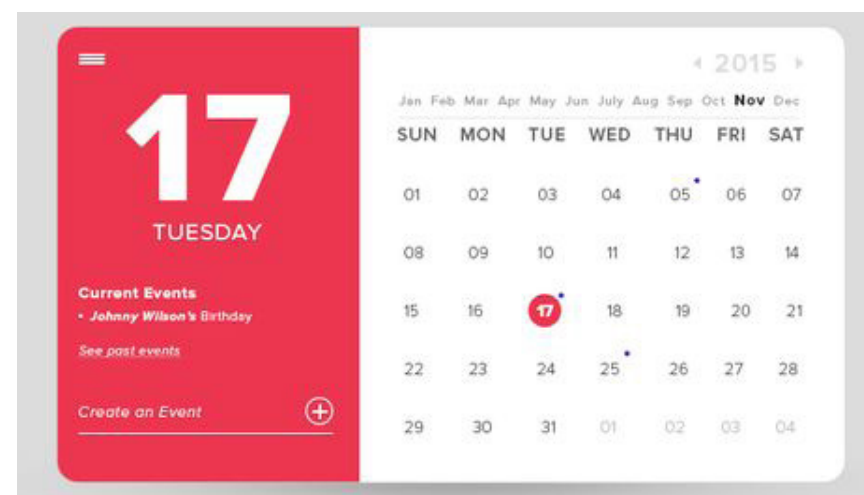 17
TUESDAY
Current Events
• Johnny Wilson's Birthday
See past events
Create an Event
2015
Jan Feb Mar Apr May Jun July Aug Sep Oct Nov Dec
SUN MON TUE WED THU FRI SAT
01 02 03 04 05 06 07
08 09 10 11 12 13 14
15 16 17 18 19 20 21
22 23 24 25 26 27 28
29 30 31 01 02 03 04